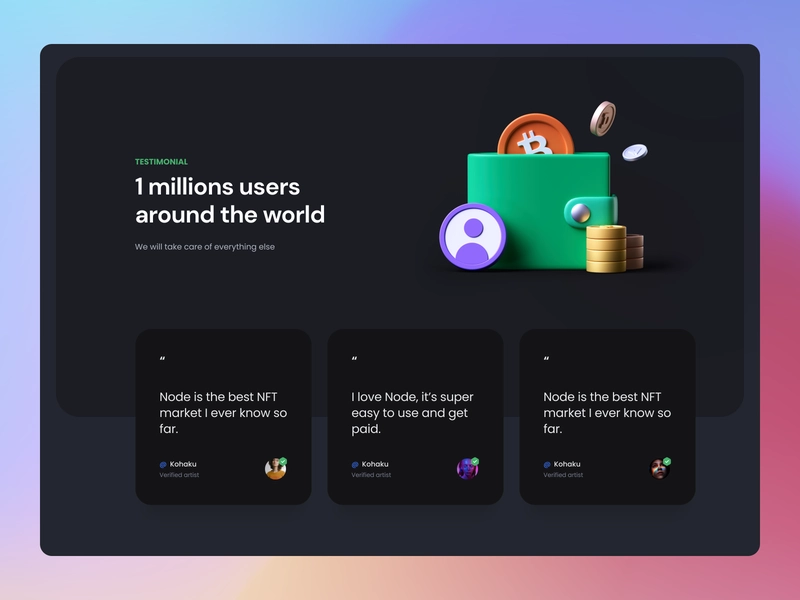 TESTIMONIAL
1 millions users
around the world
We will take care of everything else
“
Node is the best NFT
market I ever know so
far.
Kohaku
Verified artist
“
I love Node, it’s super
easy to use and get
paid.
Kohaku
Verified artist
“
Node is the best NFT
market I ever know so
far.
Kohaku
Verified artist